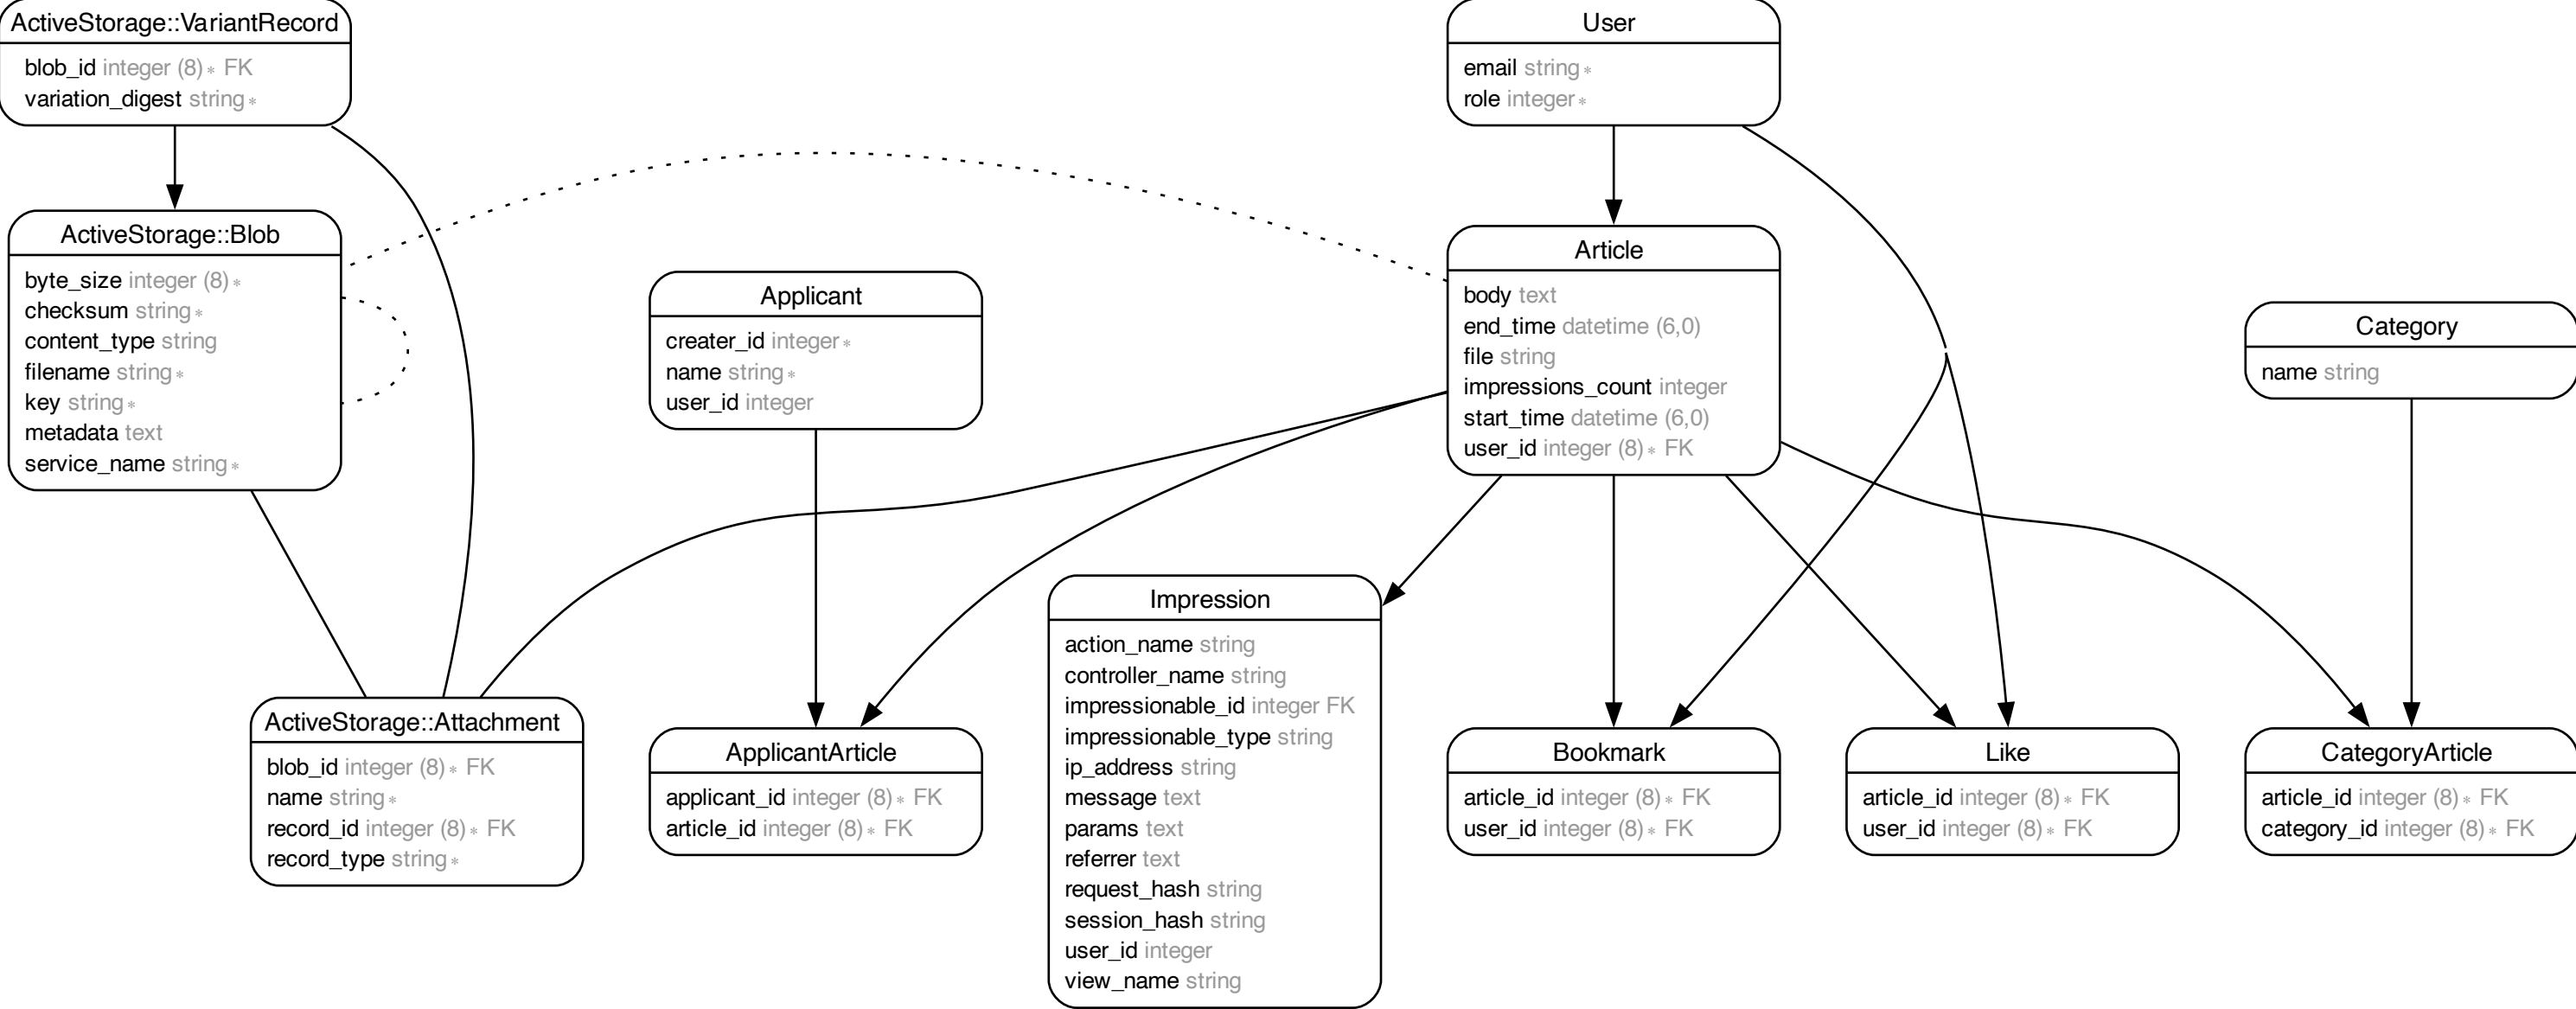 ActiveStorage::VariantRecord
blob_id integer (8)∗ FK
variation_digest string∗
User
email string∗
role integer∗
ActiveStorage::Blob
byte_size integer (8)∗
checksum string∗
content_type string
filename string∗
key string∗
metadata text
service_name string∗
Applicant
creater_id integer∗
name string∗
user_id integer
Article
body text
end_time datetime (6,0)
file string
impressions_count integer
start_time datetime (6,0)
user_id integer (8)∗ FK
Category
name string
ActiveStorage::Attachment
blob_id integer (8)∗ FK
name string∗
record_id integer (8)∗ FK
record_type string∗
ApplicantArticle
applicant_id integer (8)∗ FK
article_id integer (8)∗ FK
Impression
action_name string
controller_name string
impressionable_id integer FK
impressionable_type string
ip_address string
message text
params text
referrer text
request_hash string
session_hash string
user_id integer
view_name string
Bookmark
article_id integer (8)∗ FK
user_id integer (8)∗ FK
Like
article_id integer (8)∗ FK
user_id integer (8)∗ FK
CategoryArticle
article_id integer (8)∗ FK
category_id integer (8)∗ FK